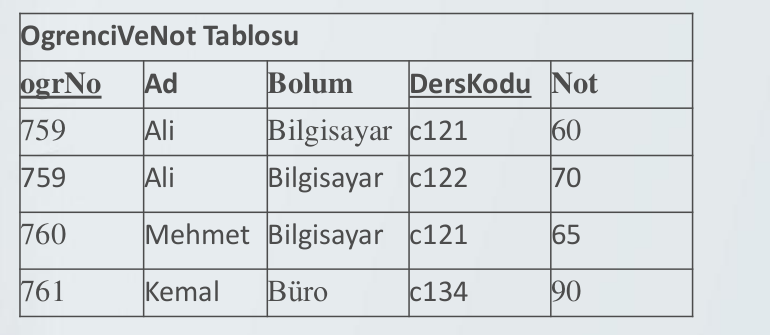 OgrenciVeNot Tablosu
ogrNo Ad Bolum DersKodu Not
759 Ali Bilgisayar c121 60
759 Ali Bilgisayar c122 70
760 Mehmet Bilgisayar c121 65
761 Kemal Büro c134 90